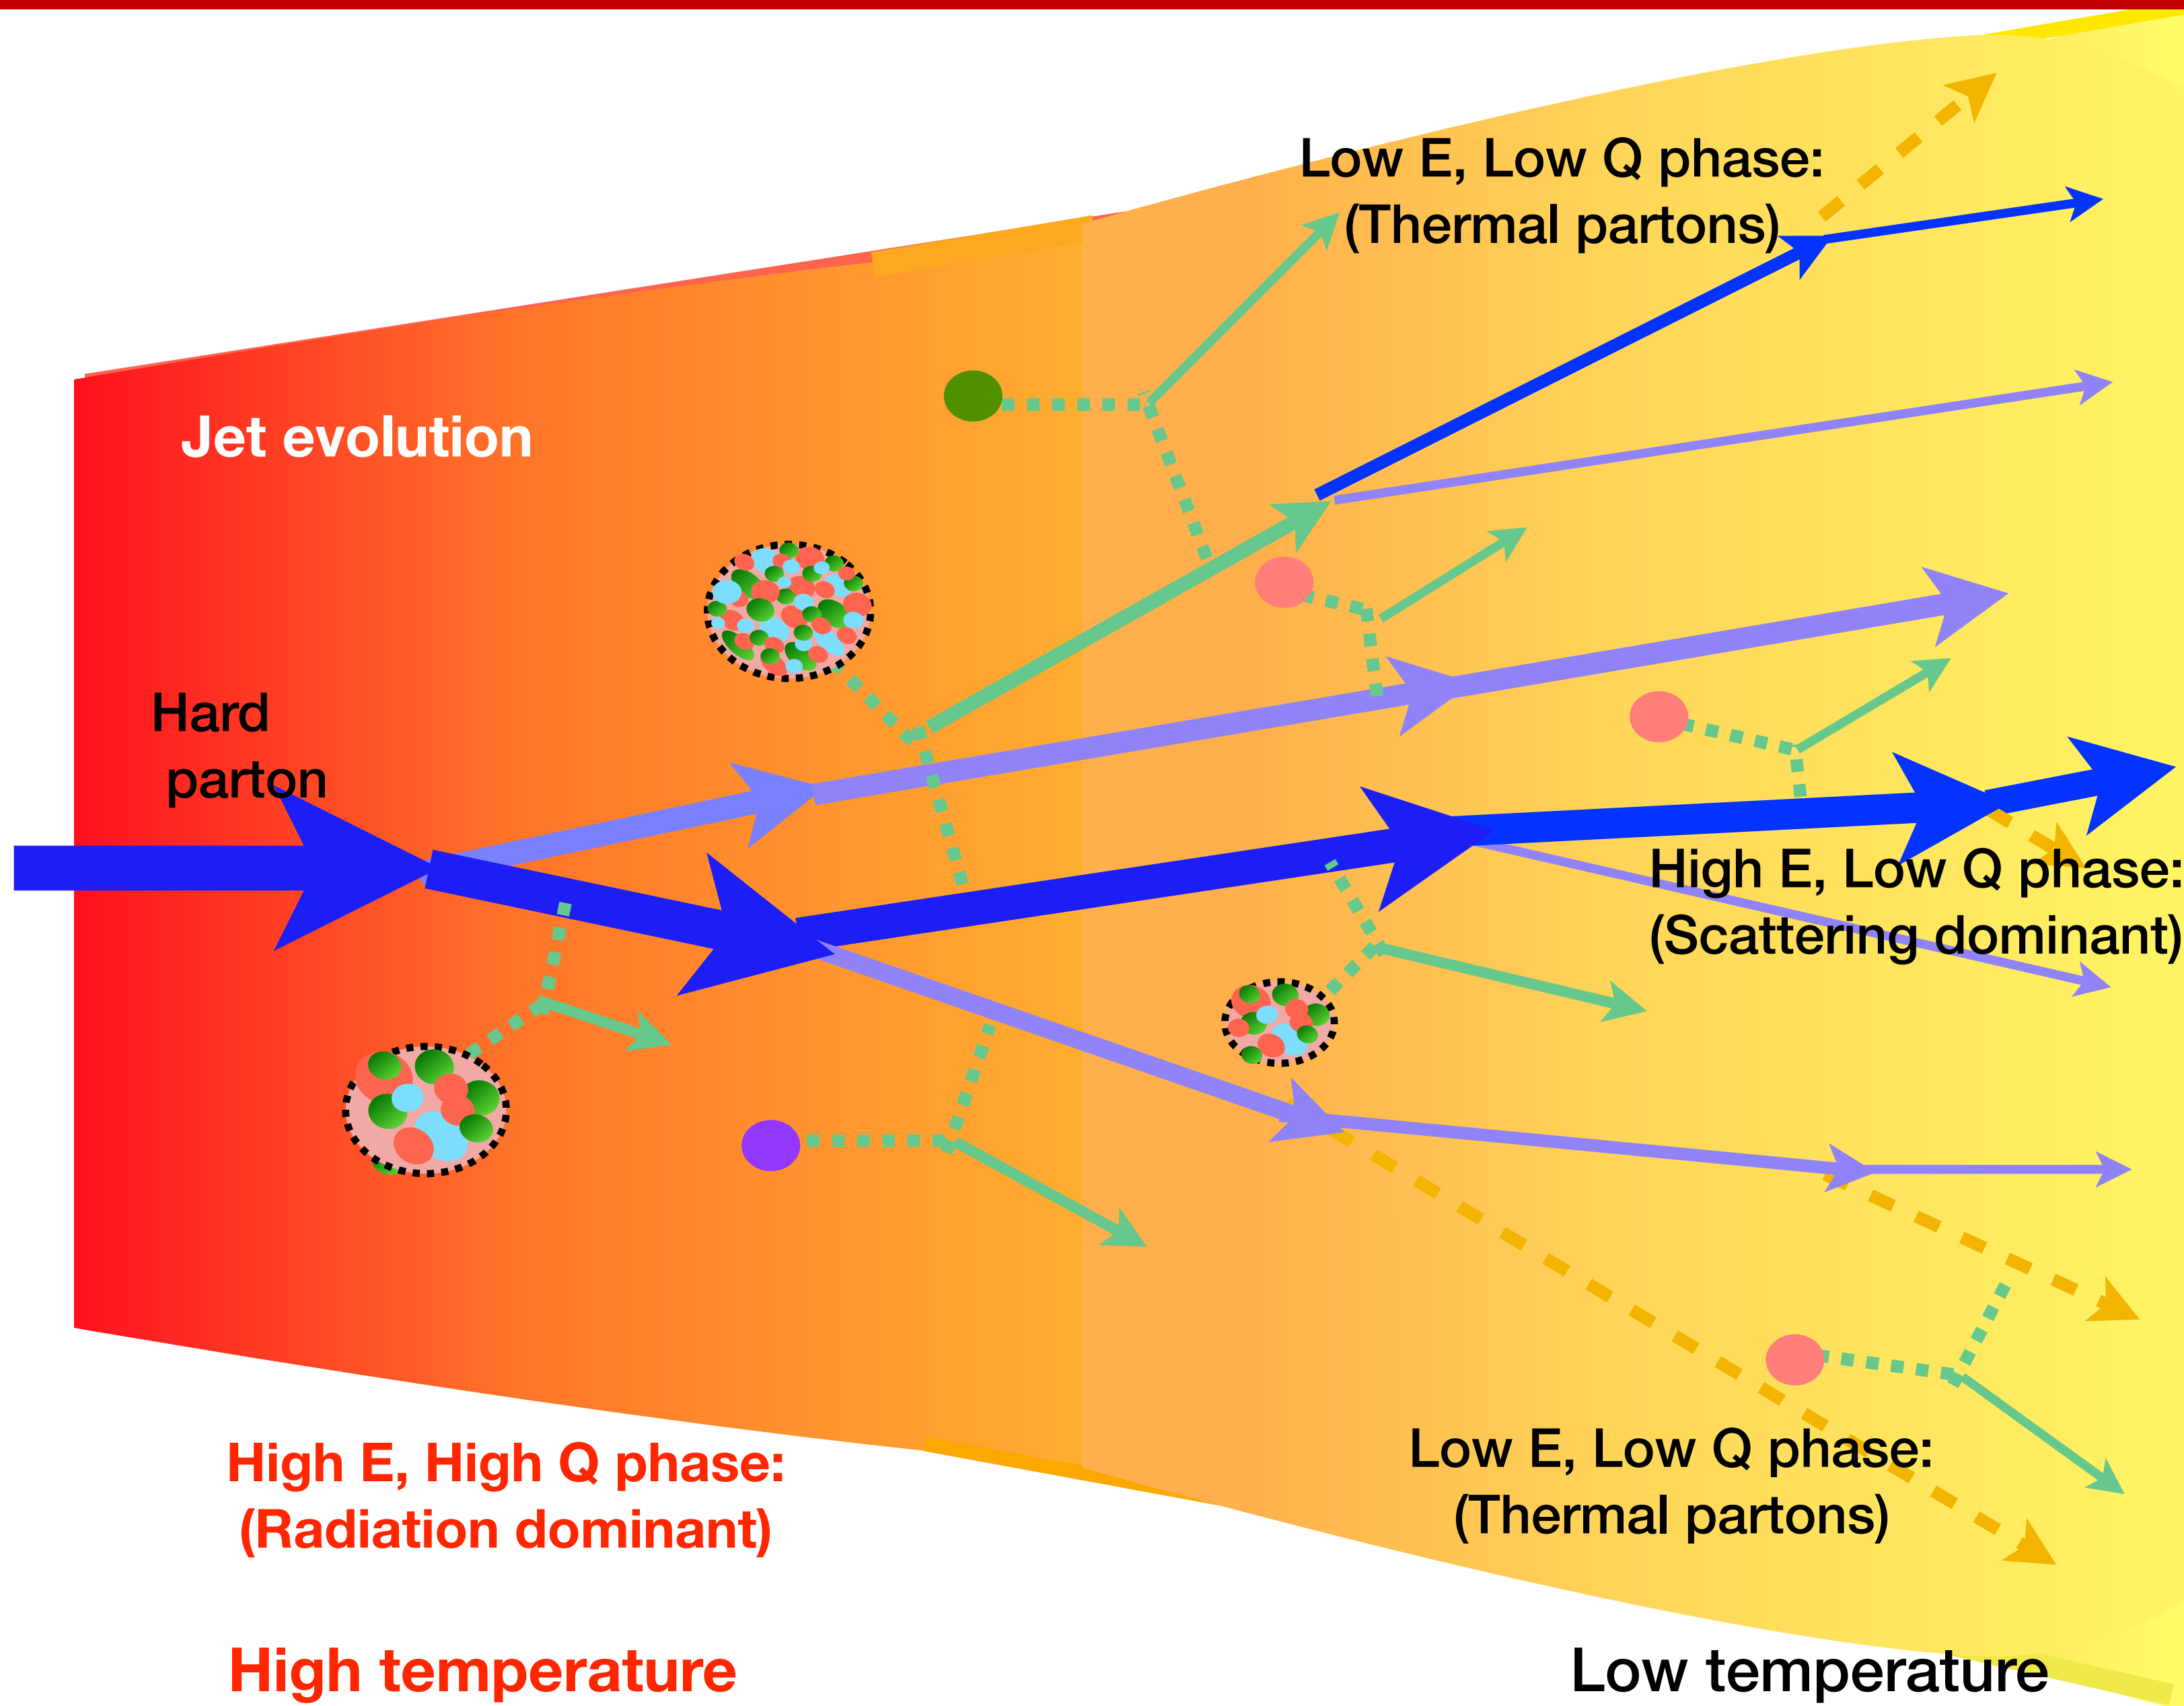 Low E, Low Q phase:
(Thermal partons)
Jet evolution
Hard
parton
High E, Low Q phase:
(Scattering dominant)
High E, High Q phase:
(Radiation dominant)
Low E, Low Q phase:
(Thermal partons)
High temperature
Low temperature